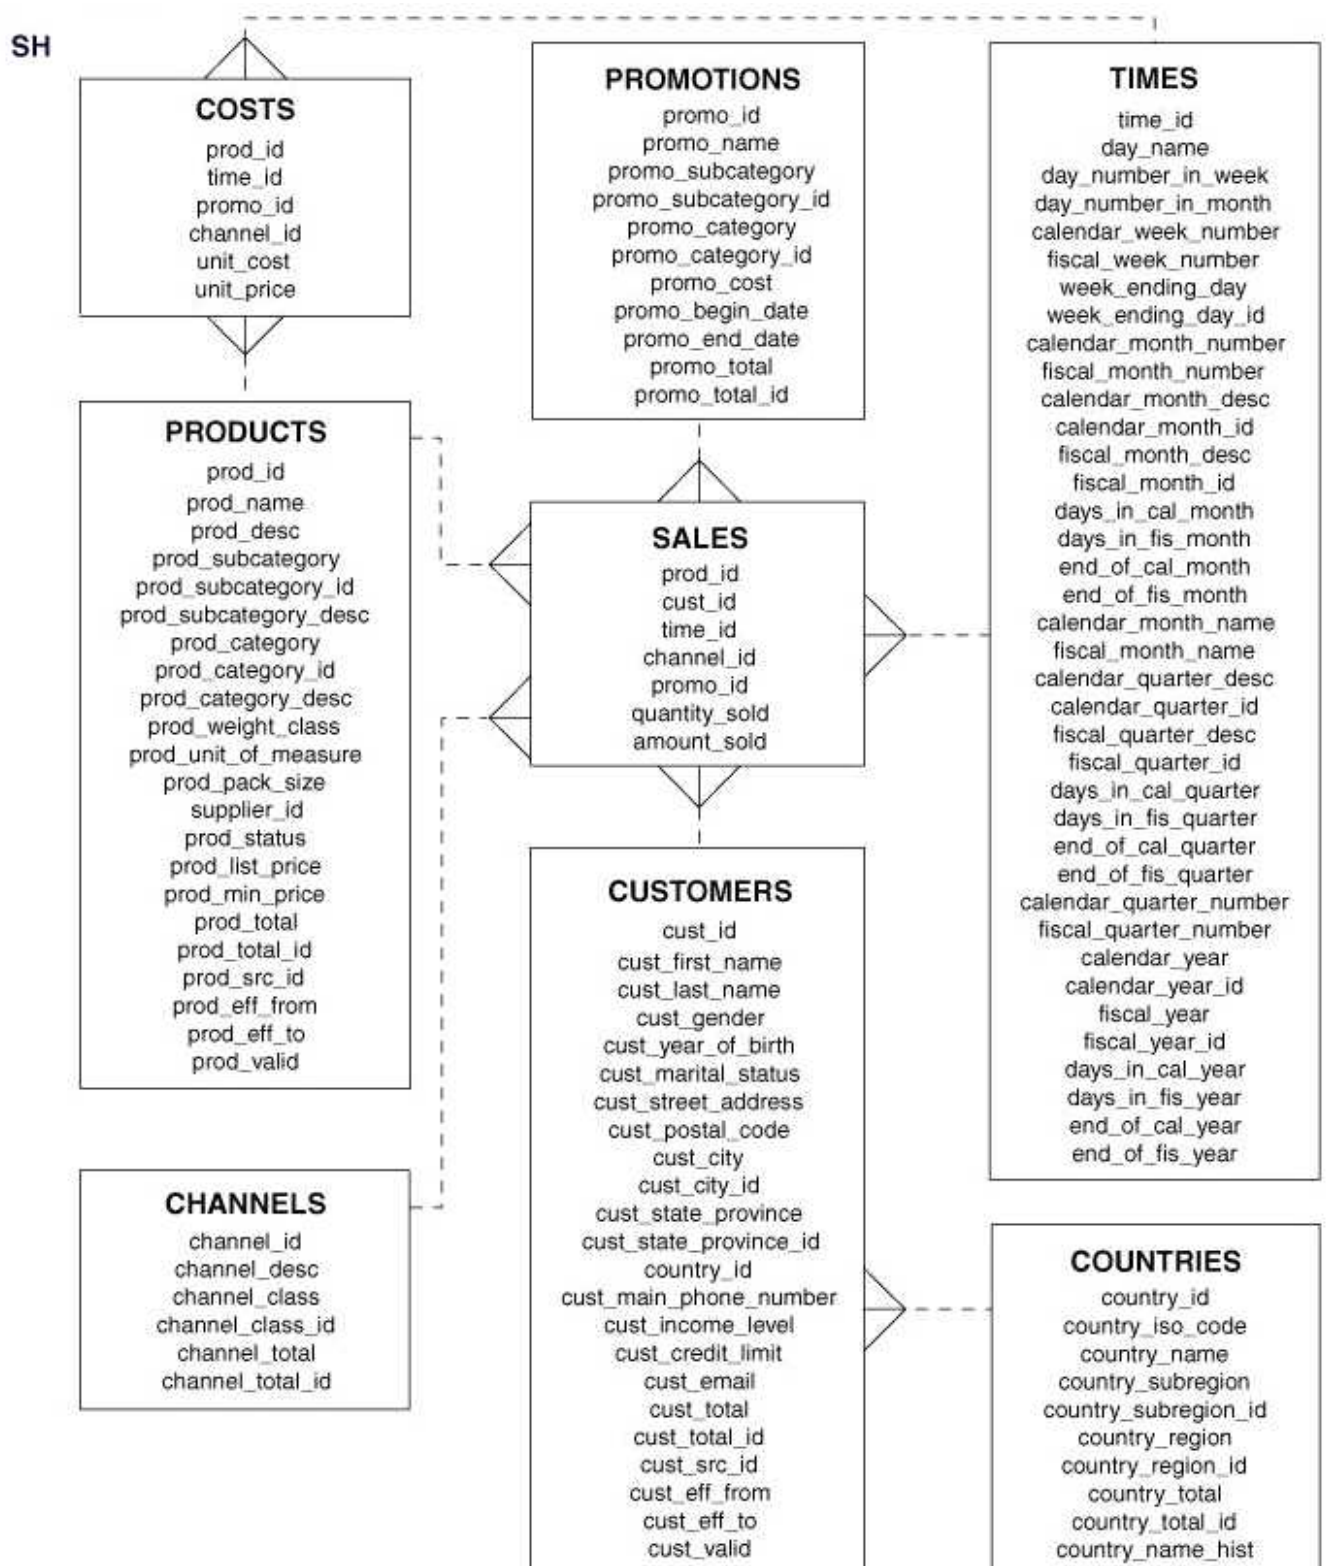 SH
COSTS
prod_id
time_id
promo_id
channel_id
unit_cost
unit_price
PROMOTIONS
promo_id
promo_name
promo_subcategory
promo_subcategory_id
promo_category
promo_category_id
promo_cost
promo_begin_date
promo_end_date
promo_total
promo_total_id
TIMES
time_id
day_name
day_number_in_week
day_number_in_month
calendar_week_number
fiscal_week_number
week_ending_day
week_ending_day_id
calendar_month_number
fiscal_month_number
calendar_month_desc
calendar_month_id
fiscal_month_desc
fiscal_month_id
days_in_cal_month
days_in_fis_month
end_of_cal_month
end_of_fis_month
calendar_month_name
fiscal_month_name
calendar_quarter_desc
calendar_quarter_id
fiscal_quarter_desc
fiscal_quarter_id
days_in_cal_quarter
days_in_fis_quarter
end_of_cal_quarter
end_of_fis_quarter
calendar_quarter_number
fiscal_quarter_number
calendar_year
calendar_year_id
fiscal_year
fiscal_year_id
days_in_cal_year
days_in_fis_year
end_of_cal_year
end_of_fis_year
PRODUCTS
prod_id
prod_name
prod_desc
prod_subcategory
prod_subcategory_id
prod_subcategory_desc
prod_category
prod_category_id
prod_category_desc
prod_weight_class
prod_unit_of_measure
prod_pack_size
supplier_id
prod_status
prod_list_price
prod_min_price
prod_total
prod_total_id
prod_src_id
prod_eff_from
prod_eff_to
prod_valid
SALES
prod_id
cust_id
time_id
channel_id
promo_id
quantity_sold
amount_sold
CUSTOMERS
cust_id
cust_first_name
cust_last_name
cust_gender
cust_year_of_birth
cust_marital_status
cust_street_address
cust_postal_code
cust_city
cust_city_id
cust_state_province
cust_state_province_id
country_id
cust_main_phone_number
cust_income_level
cust_credit_limit
cust_email
cust_total
cust_total_id
cust_src_id
cust_eff_from
cust_eff_to
cust_valid
CHANNELS
channel_id
channel_desc
channel_class
channel_class_id
channel_total
channel_total_id
COUNTRIES
country_id
country_iso_code
country_name
country_subregion
country_subregion_id
country_region
country_region_id
country_total
country_total_id
country_name_hist